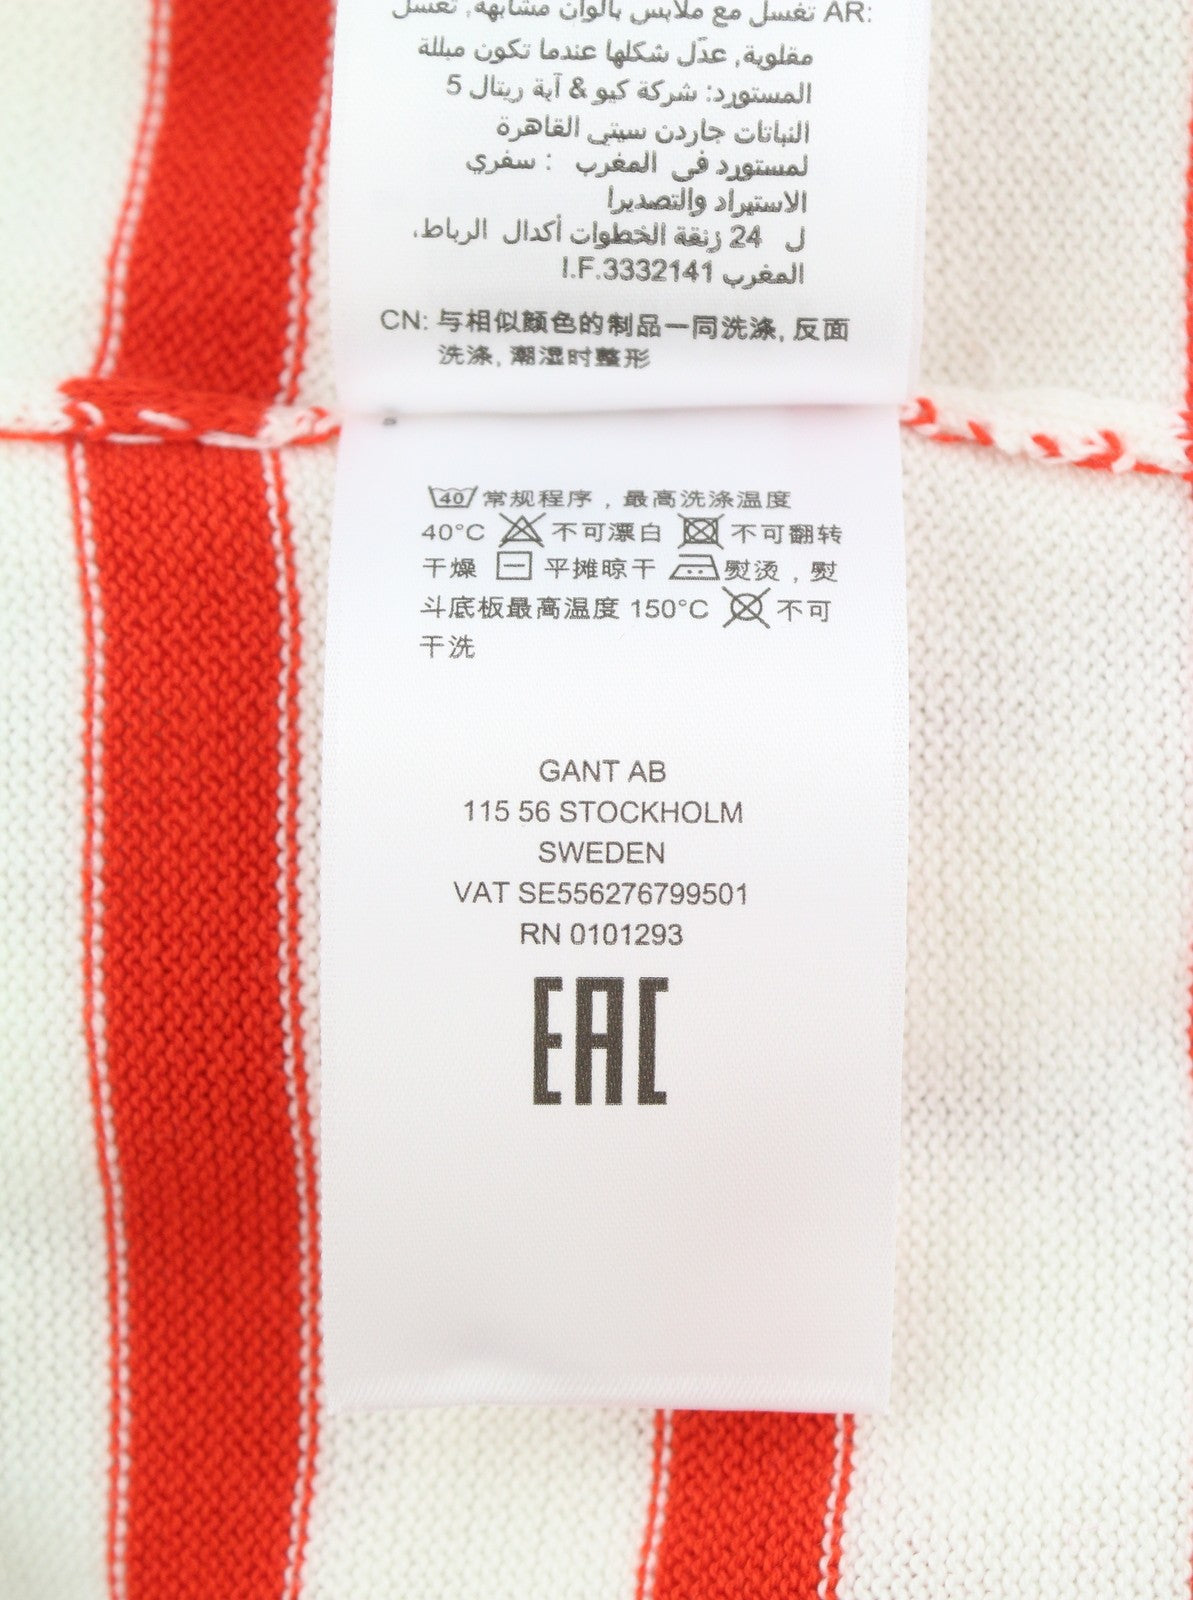 AR: تغسل مع ملابس بألوان مشابهة, تغسل
مقلوبة, عدّل شكلها عندما تكون مبللة
المستورد: شركة كيو & آية ريتال 5
النباتات جاردن سيتي القاهرة
لمستورد في المغرب : سفري
الاستيراد والتصديرا
ل 24 زنقة الخطوات أكدال الرباط،
المغرب I.F.3332141
CN: 与相似颜色的制品一同洗涤, 反面
洗涤, 潮湿时整形
40 常规程序，最高洗涤温度
40°C 不可漂白 不可翻转
干燥 平摊晾干 熨烫，熨
斗底板最高温度 150°C 不可
干洗
GANT AB
115 56 STOCKHOLM
SWEDEN
VAT SE556276799501
RN 0101293
EAC